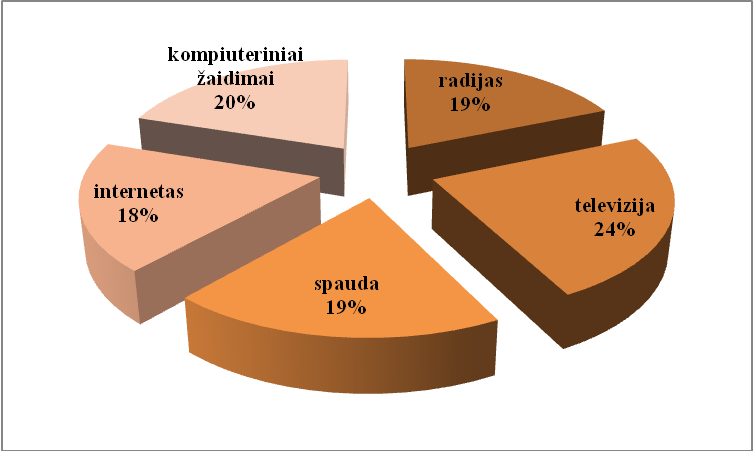 kompiuteriniai
žaidimai
20%
radijas
19%
televizija
24%
spauda
19%
internetas
18%